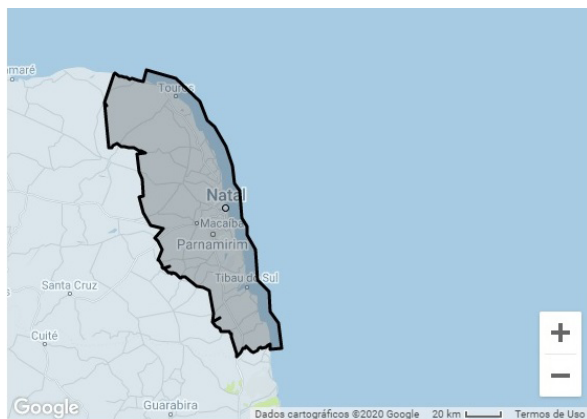 Touros
Natal
Macaíba
Parnamirim
Tibau do Sul
Santa Cruz
Cuité
Guarabira
+
−
Google
Dados cartográficos ©2020 Google 20 km Termos de Uso